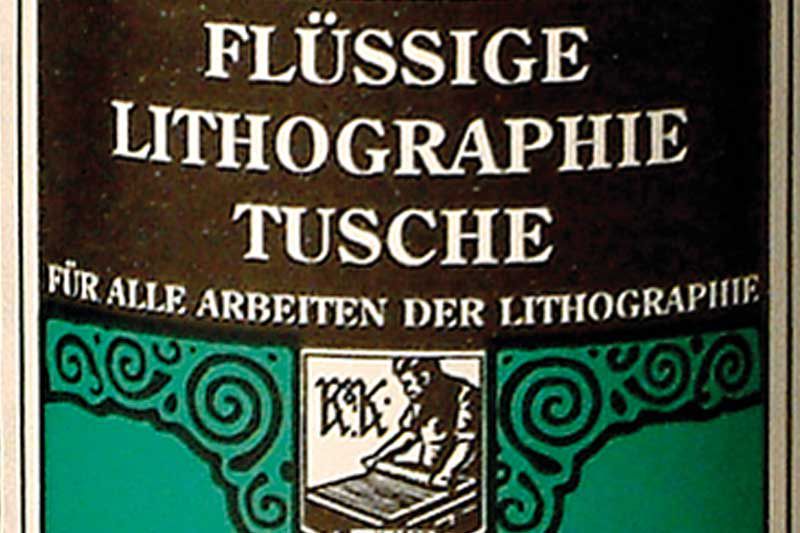 FLÜSSIGE
LITHOGRAPHIE
TUSCHE
FÜR ALLE ARBEITEN DER LITHOGRAPHIE
R&K.